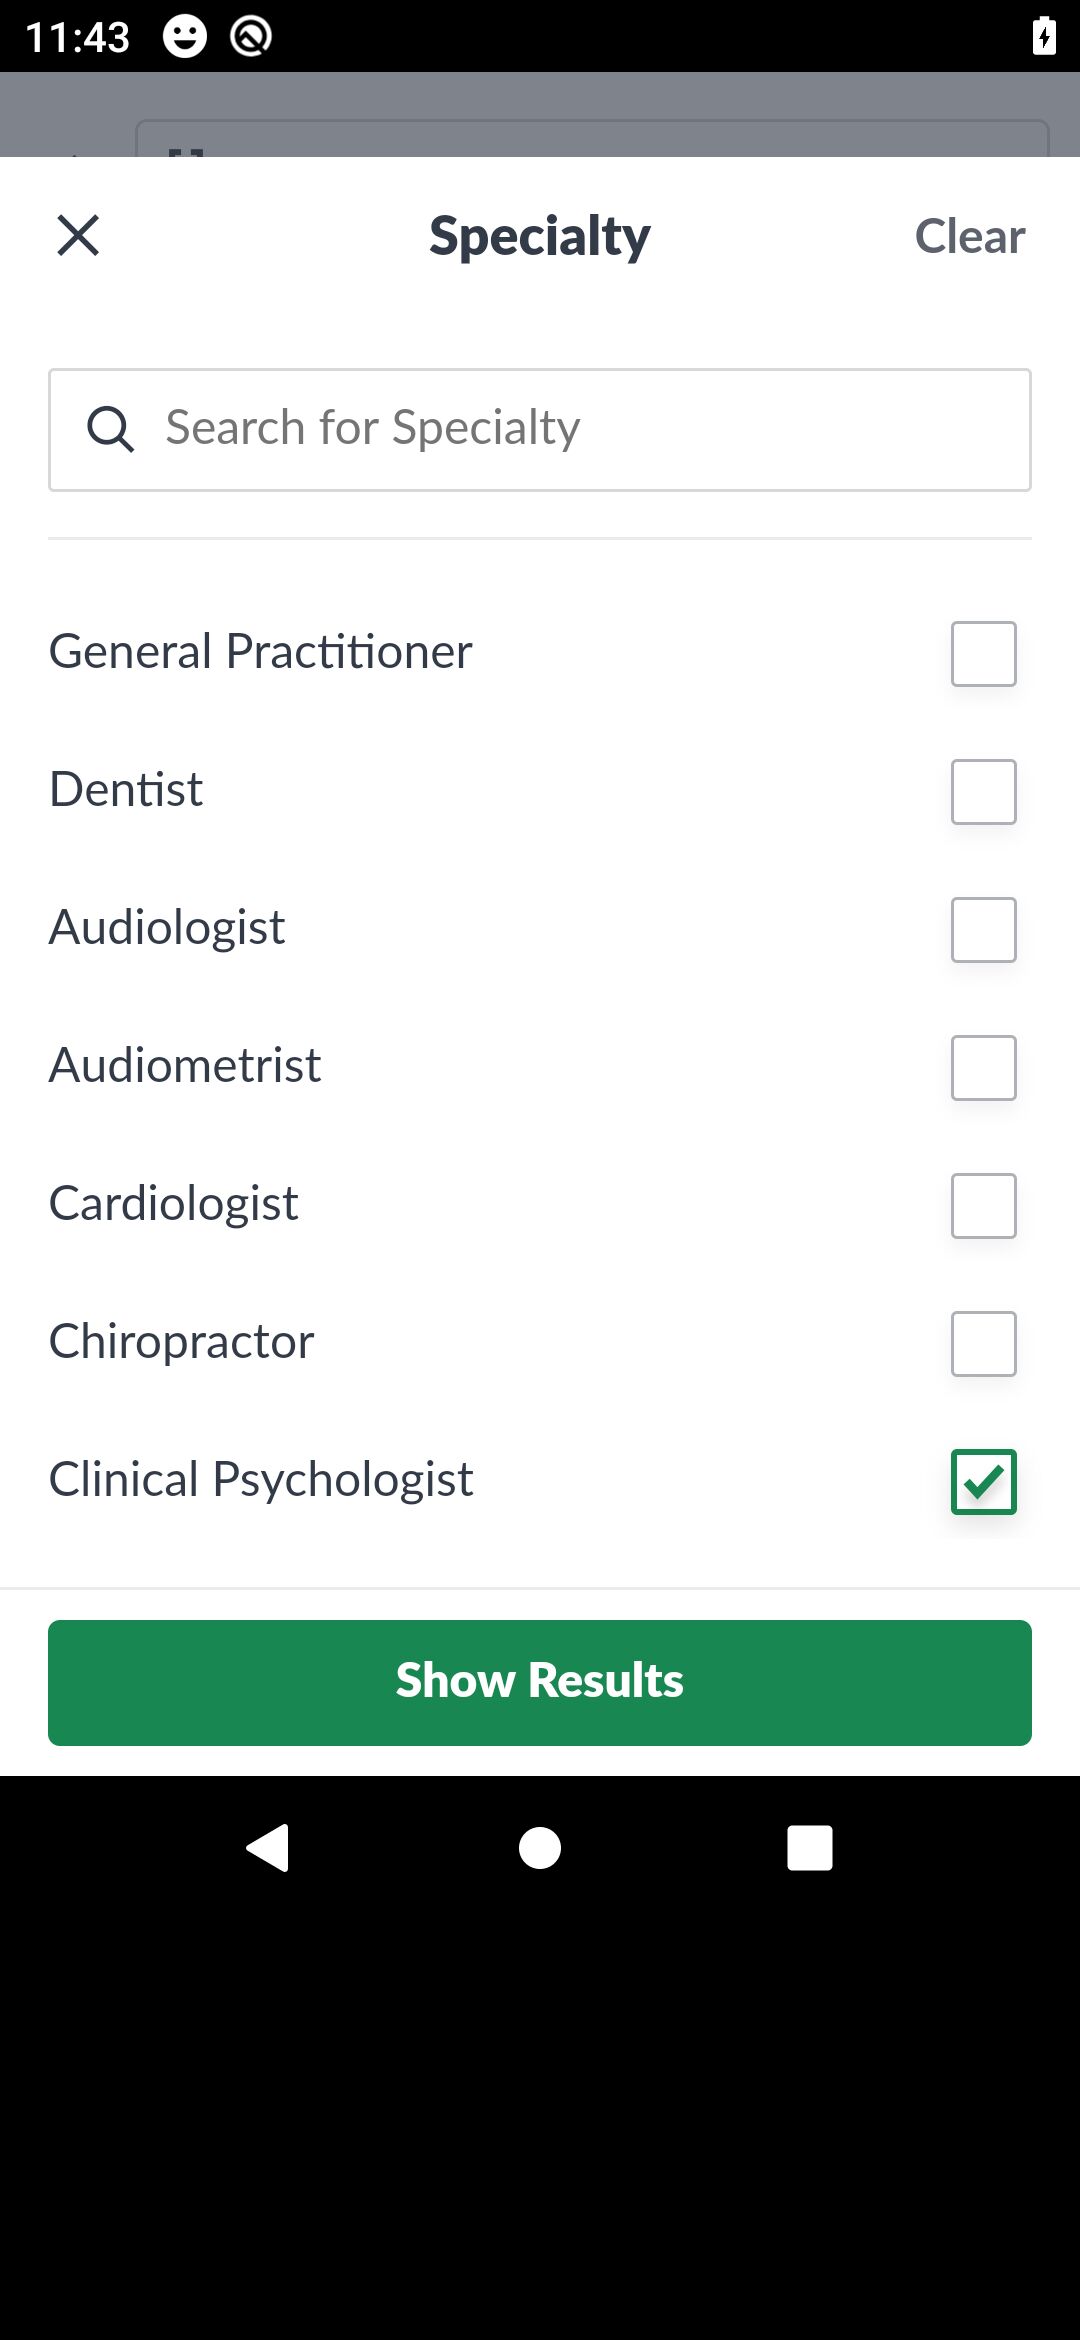 11:43
Specialty
Clear
Search for Specialty
General Practitioner
Dentist
Audiologist
Audiometrist
Cardiologist
Chiropractor
Clinical Psychologist
Show Results